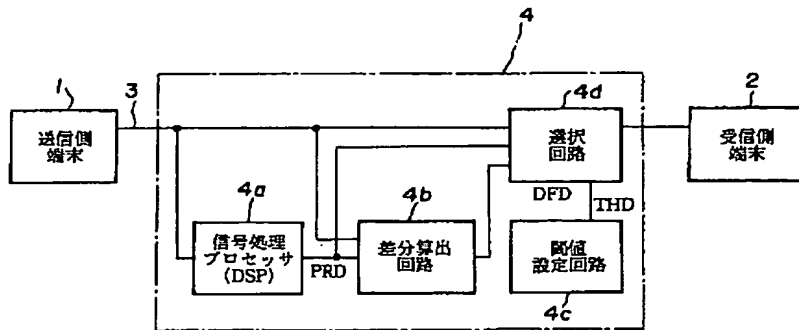 4
1
3
送信側
端末
4d
選択
回路
2
受信側
端末
4a
信号処理
プロセッサ
(DSP)
PRD
4b
差分算出
回路
DFD
THD
閾値
設定回路
4c